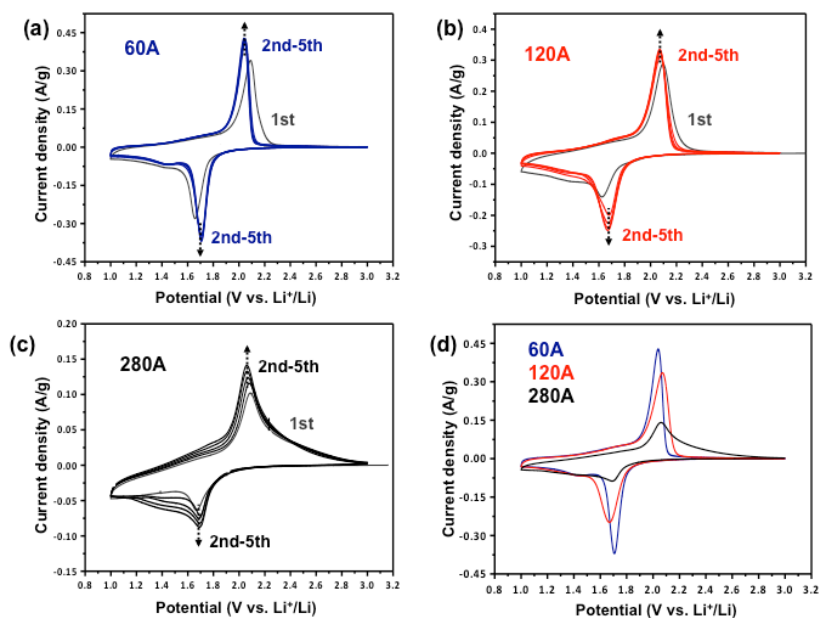 (a)
60A
2nd-5th
1st
2nd-5th
Current density (A/g)
0.45
0.30
0.15
0.00
-0.15
-0.30
-0.45
0.8 1.0 1.2 1.4 1.6 1.8 2.0 2.2 2.4 2.6 2.8 3.0 3.2
Potential (V vs. Li⁺/Li)
(b)
120A
2nd-5th
1st
2nd-5th
Current density (A/g)
0.4
0.3
0.2
0.1
0.0
-0.1
-0.2
-0.3
0.8 1.0 1.2 1.4 1.6 1.8 2.0 2.2 2.4 2.6 2.8 3.0 3.2
Potential (V vs. Li⁺/Li)
(c)
280A
2nd-5th
1st
2nd-5th
Current density (A/g)
0.20
0.15
0.10
0.05
0.00
-0.05
-0.10
-0.15
0.8 1.0 1.2 1.4 1.6 1.8 2.0 2.2 2.4 2.6 2.8 3.0 3.2
Potential (V vs. Li⁺/Li)
(d)
60A
120A
280A
Current density (A/g)
0.45
0.30
0.15
0.00
-0.15
-0.30
-0.45
0.8 1.0 1.2 1.4 1.6 1.8 2.0 2.2 2.4 2.6 2.8 3.0 3.2
Potential (V vs. Li⁺/Li)